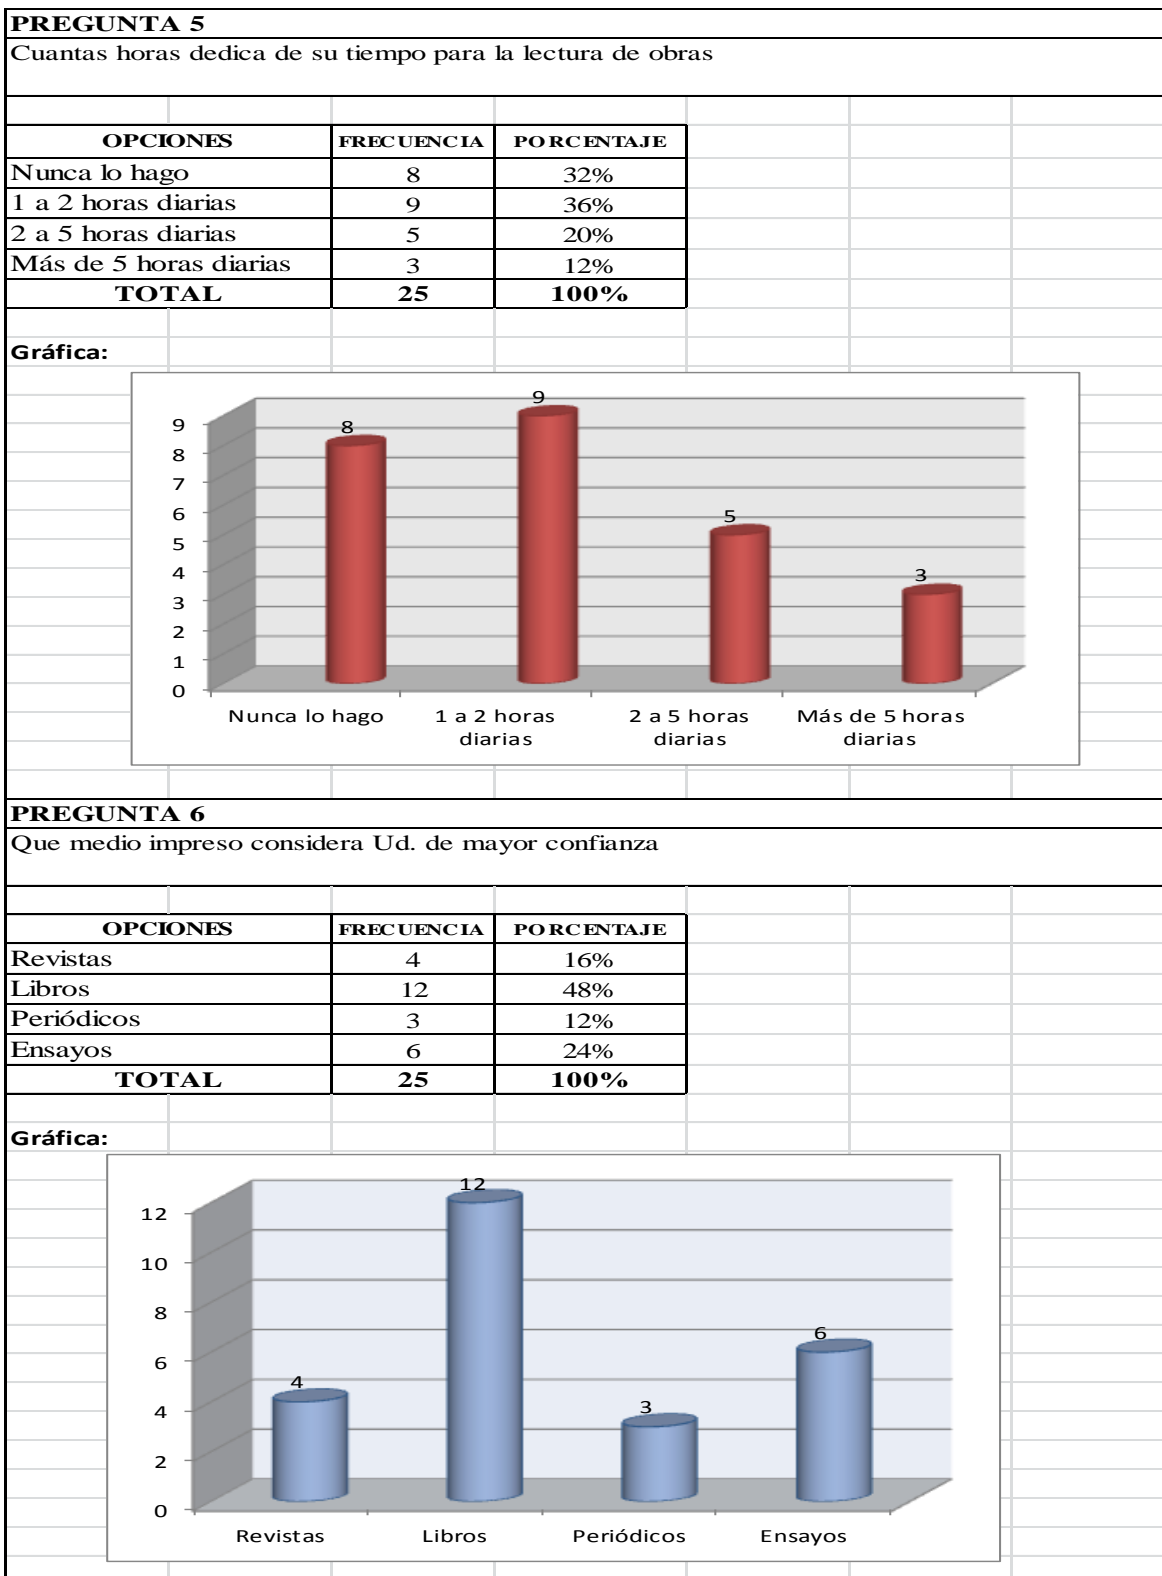 PREGUNTA 5
Cuantas horas dedica de su tiempo para la lectura de obras
OPCIONES FRECUENCIA PORCENTAJE
Nunca lo hago 8 32%
1 a 2 horas diarias 9 36%
2 a 5 horas diarias 5 20%
Más de 5 horas diarias 3 12%
TOTAL 25 100%
Gráfica:
9
8
7
6
5
4
3
2
1
0
8
9
5
3
Nunca lo hago
1 a 2 horas
diarias
2 a 5 horas
diarias
Más de 5 horas
diarias
PREGUNTA 6
Que medio impreso considera Ud. de mayor confianza
OPCIONES FRECUENCIA PORCENTAJE
Revistas 4 16%
Libros 12 48%
Periódicos 3 12%
Ensayos 6 24%
TOTAL 25 100%
Gráfica:
12
10
8
6
4
2
0
4
12
3
6
Revistas
Libros
Periódicos
Ensayos